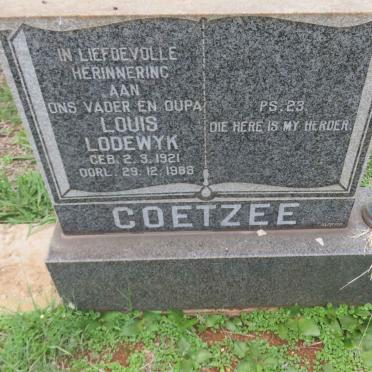 IN LIEFDEVOLLE
HERINNERING
AAN
ONS VADER EN OUPA
LOUIS
LODEWYK
GEB. 2. 3. 1921
OORL. 29. 12. 1988
PS. 23.
DIE HERE IS MY HERDER.
COETZEE